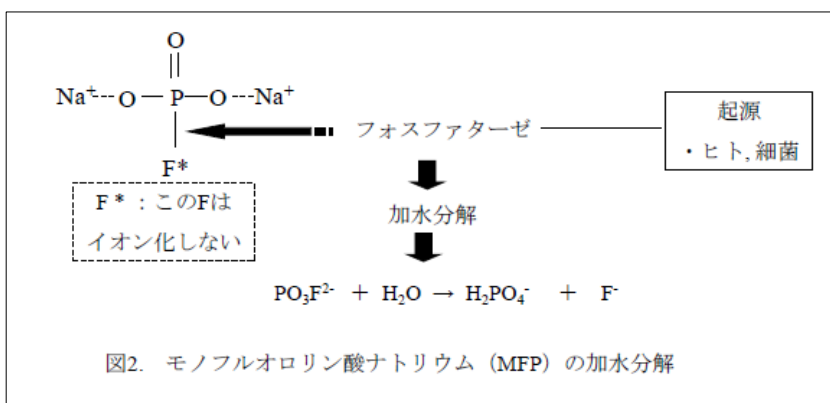 O
Na⁺---O ― P ― O ---Na⁺
F*
F * ：このFは
イオン化しない
フォスファターゼ
起源
・ヒト, 細菌
加水分解
PO₃F²⁻ ＋ H₂O → H₂PO₄⁻ ＋ F⁻
図2. モノフルオロリン酸ナトリウム（MFP）の加水分解